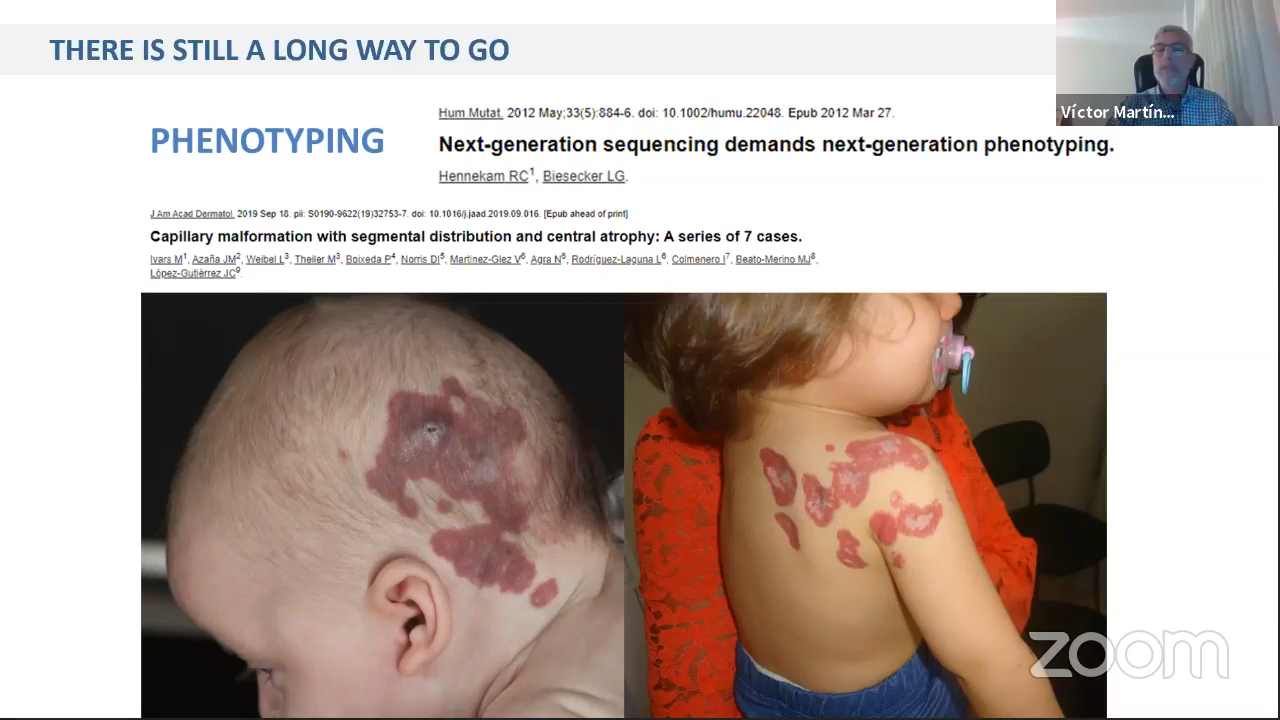 THERE IS STILL A LONG WAY TO GO
Víctor Martín...
PHENOTYPING
Hum Mutat. 2012 May;33(5):884-6. doi: 10.1002/humu.22048. Epub 2012 Mar 27.
Next-generation sequencing demands next-generation phenotyping.
Hennekam RC1, Biesecker LG.
J Am Acad Dermatol. 2019 Sep 18. pii: S0190-9622(19)32753-7. doi: 10.1016/j.jaad.2019.09.016. [Epub ahead of print]
Capillary malformation with segmental distribution and central atrophy: A series of 7 cases.
Ivars M1, Azaña JM2, Weibel L3, Theiler M3, Boixeda P4, Norris DI5, Martinez-Glez V6, Agra N6, Rodríguez-Laguna L6, Colmenero I7, Beato-Merino MJ8,
López-Gutiérrez JC9.
zoom